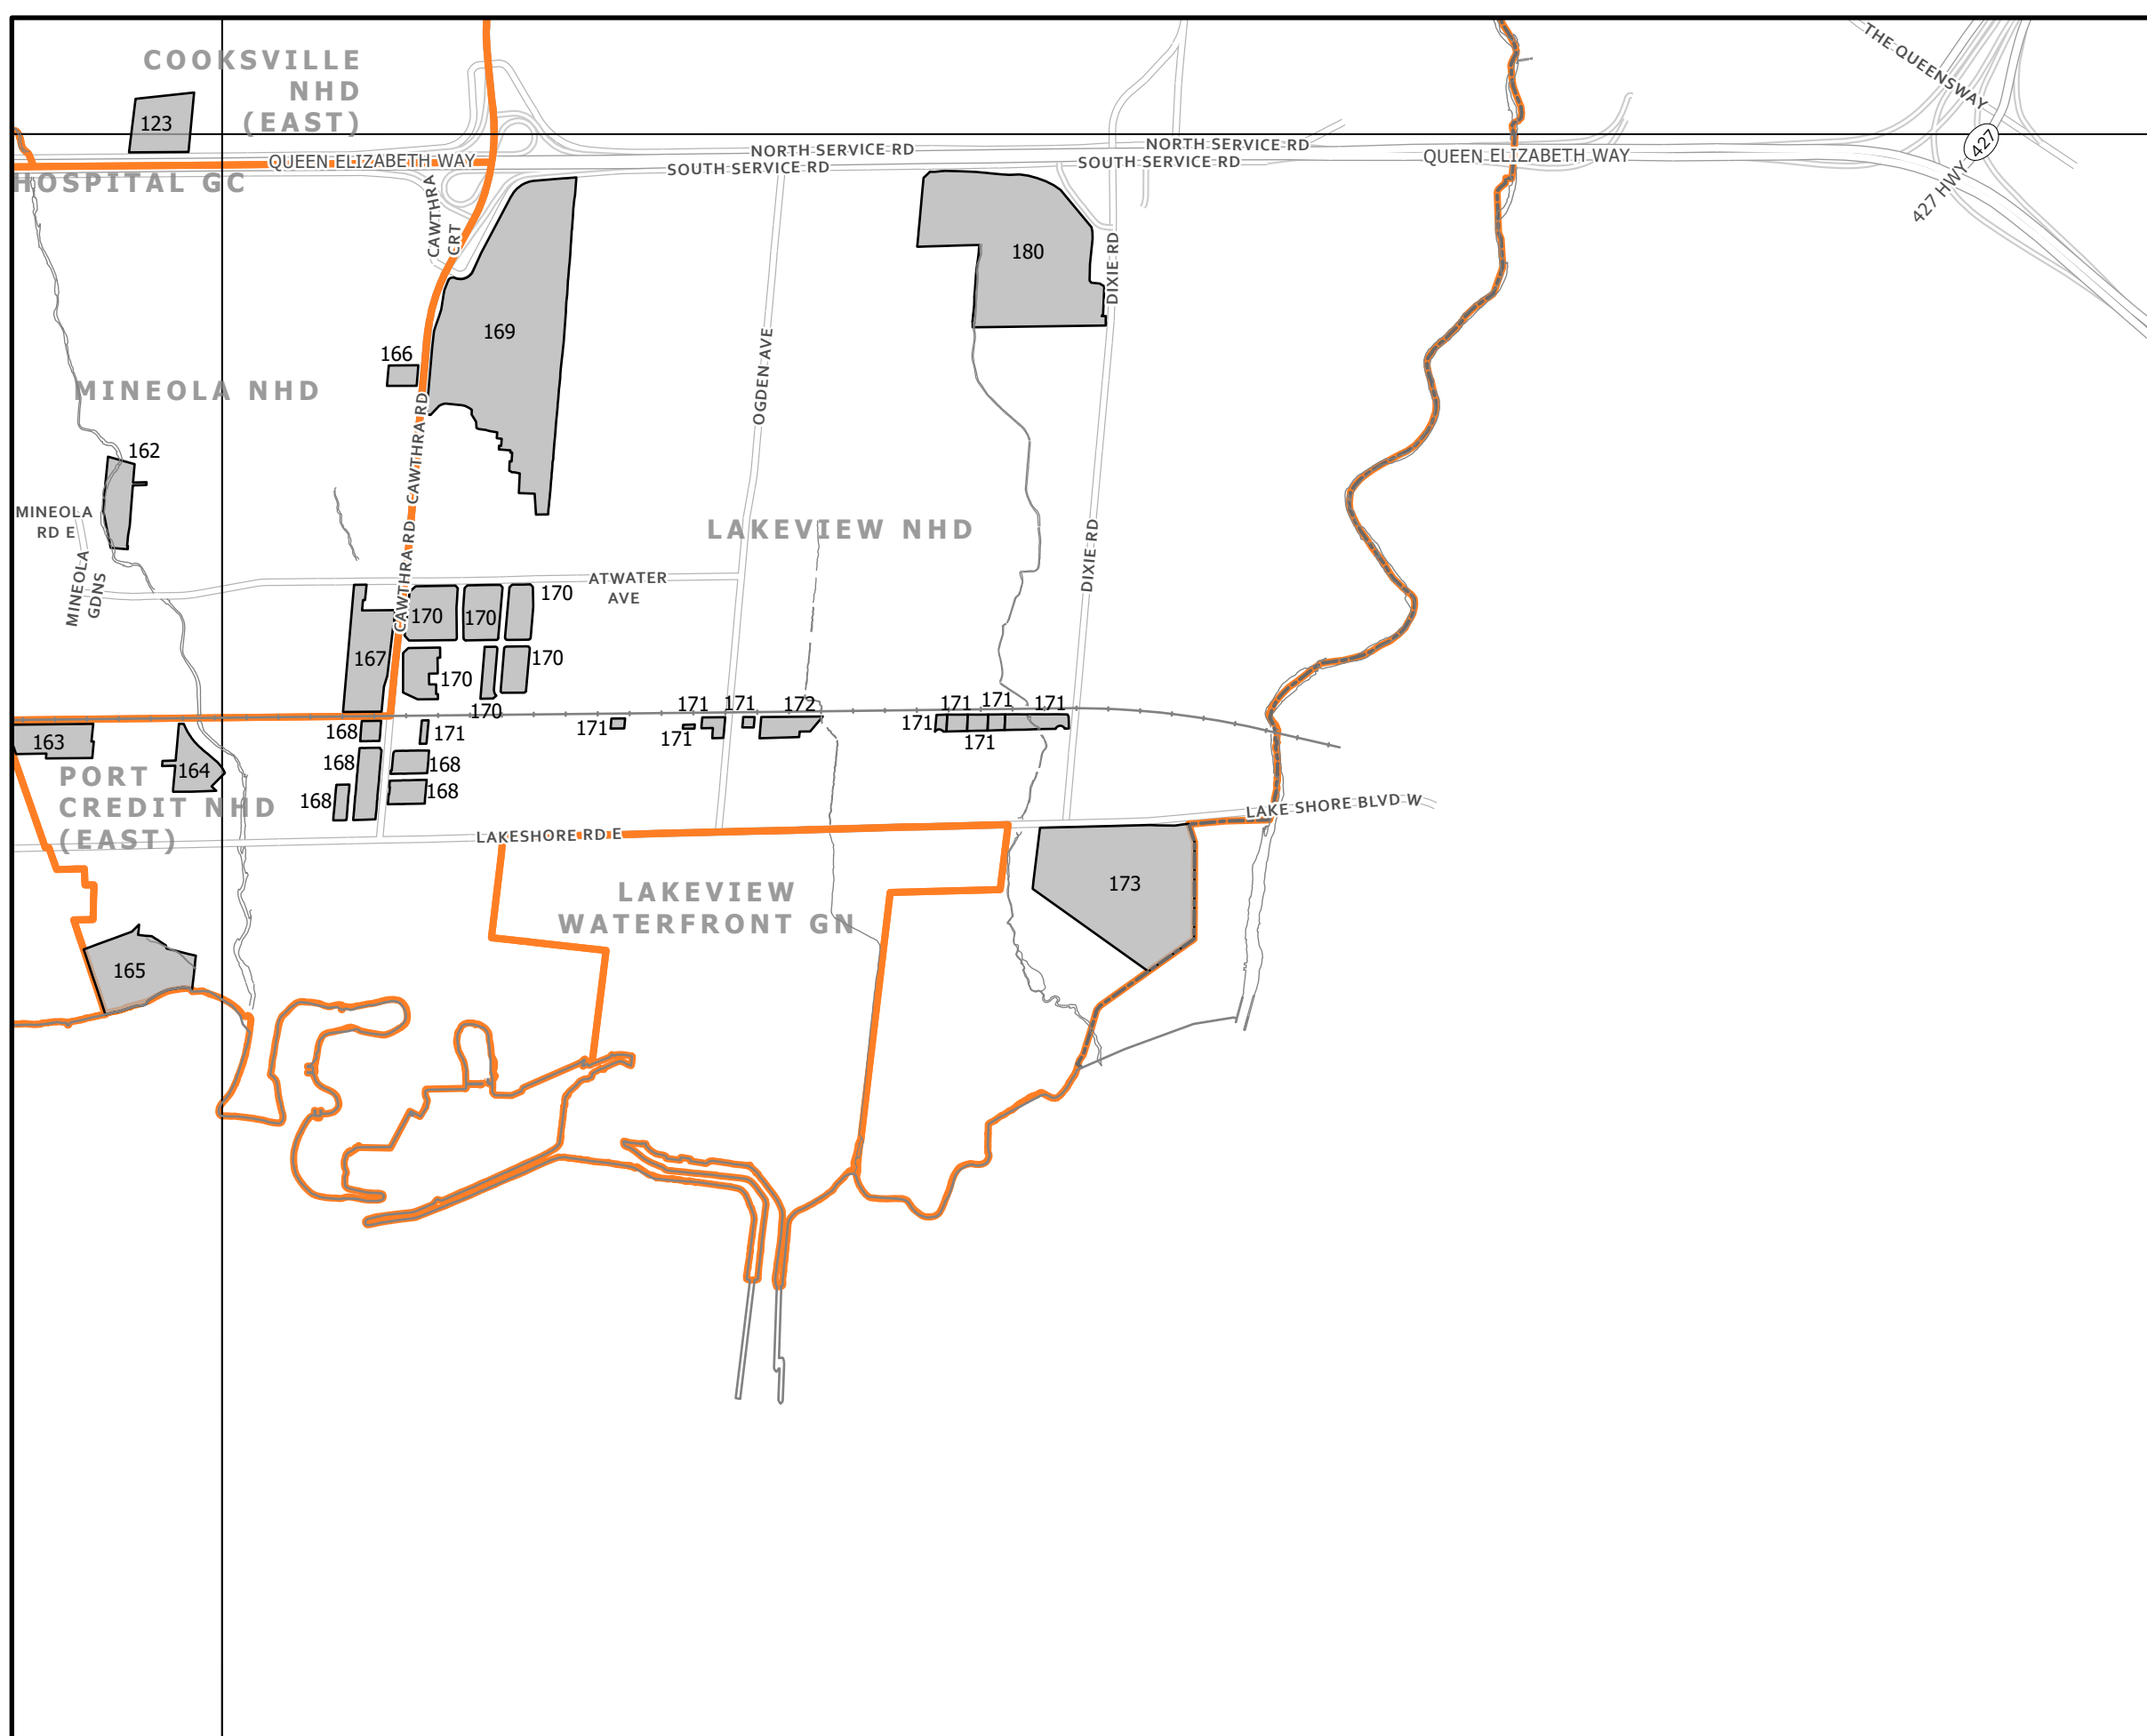 THE QUEENSWAY
COOKSVILLE
NHD
(EAST)
123
427
NORTH SERVICE RD
NORTH SERVICE RD
QUEEN ELIZABETH WAY
SOUTH SERVICE RD
SOUTH SERVICE RD
QUEEN ELIZABETH WAY
HOSPITAL GC
427 HWY
CAWTHRA
CRT
180
DIXIE RD
169
166
OGDEN AVE
MINEOLA NHD
CAWTHRA RD
162
MINEOLA
RD E
LAKEVIEW NHD
DIXIE RD
CAWTHRA RD
MINEOLA
GDNS
ATWATER
AVE
170
170
170
167
170
170
170
171
171
172
171
171
171
163
168
171
171
171
171
171
164
168
168
PORT
CREDIT NHD
(EAST)
168
168
LAKE SHORE BLVD W
LAKESHORE RD E
LAKEVIEW
WATERFRONT GN
173
165